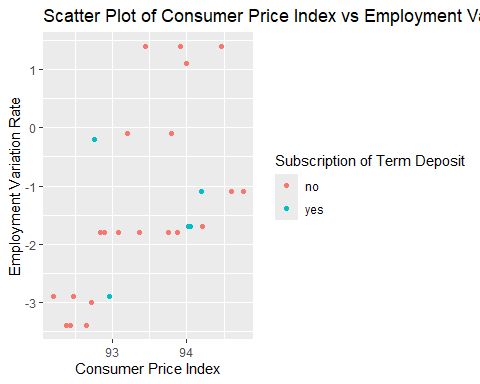 Scatter Plot of Consumer Price Index vs Employment Va
Employment Variation Rate
1
0
-1
-2
-3
93 94
Consumer Price Index
Subscription of Term Deposit
no
yes